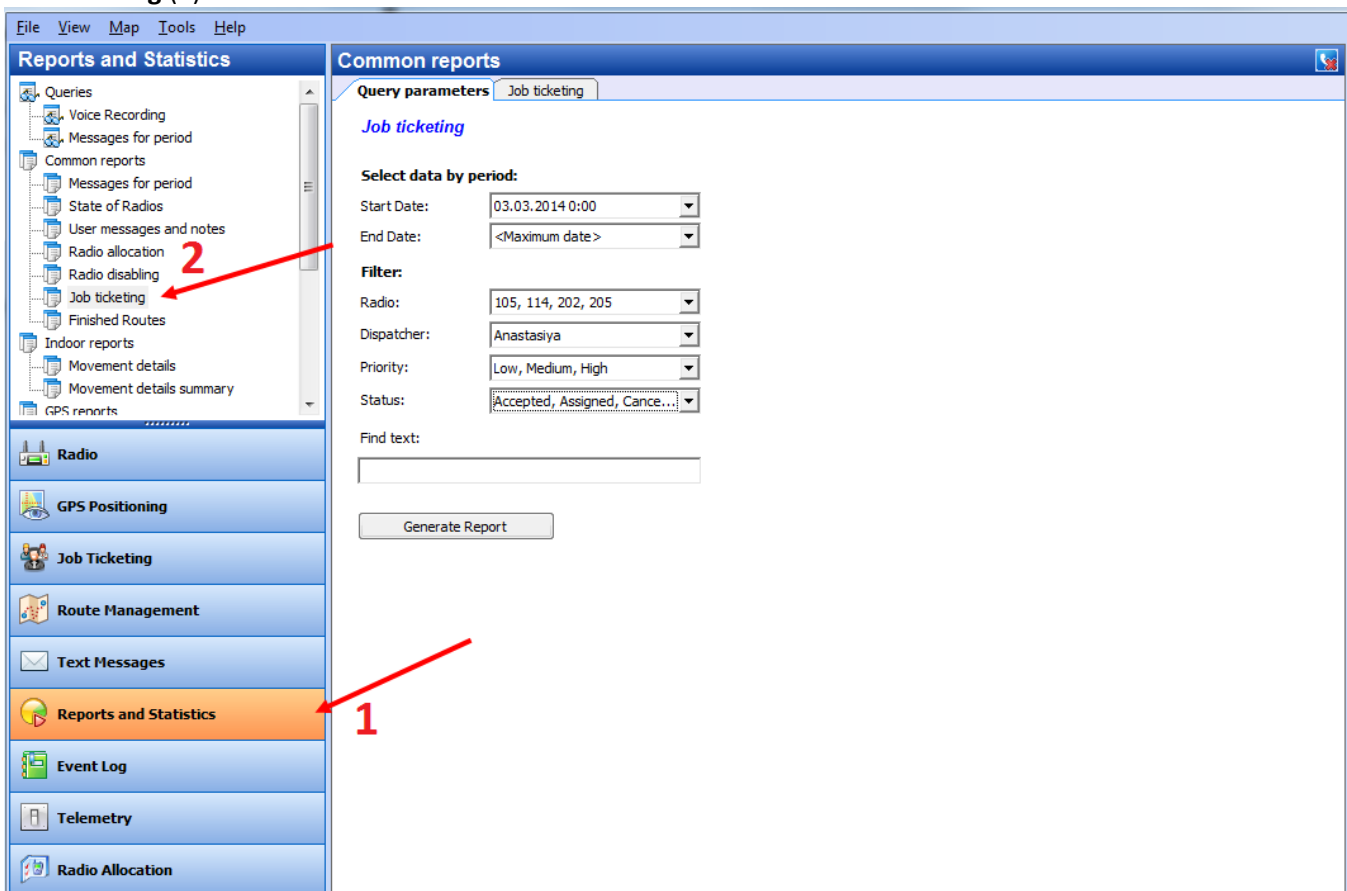 File View Map Tools Help
Reports and Statistics
Queries
Voice Recording
Messages for period
Common reports
Messages for period
State of Radios
User messages and notes
Radio allocation
Radio disabling
2
Job ticketing
Finished Routes
Indoor reports
Movement details
Movement details summary
GPS reports
Radio
GPS Positioning
Job Ticketing
Route Management
Text Messages
Reports and Statistics
1
Event Log
Telemetry
Radio Allocation
Common reports
Query parameters Job ticketing
Job ticketing
Select data by period:
Start Date: 03.03.2014 0:00
End Date: <Maximum date>
Filter:
Radio: 105, 114, 202, 205
Dispatcher: Anastasiya
Priority: Low, Medium, High
Status: Accepted, Assigned, Cance...
Find text:
Generate Report